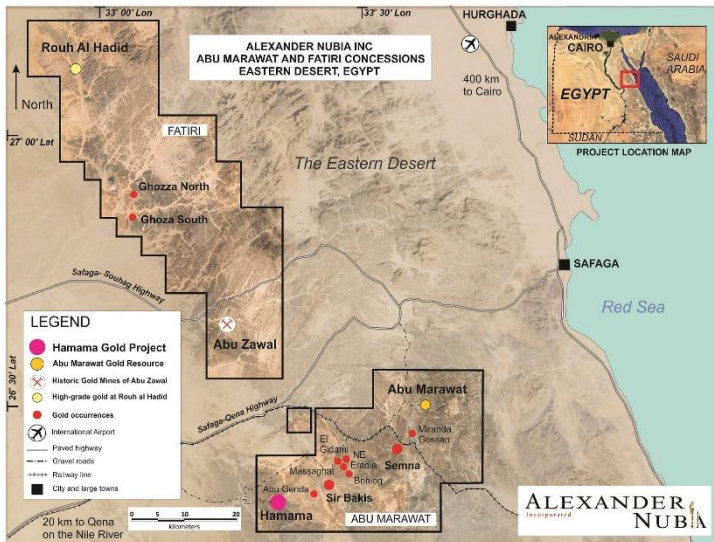 33° 00' Lon
33° 30' Lon
HURGHADA
Rouh Al Hadid
ALEXANDER NUBIA INC
ABU MARAWAT AND FATIRI CONCESSIONS
EASTERN DESERT, EGYPT
ALEXANDRIA
CAIRO
SAUDI
ARABIA
EGYPT
SUDAN
PROJECT LOCATION MAP
400 km
to Cairo
North
27° 00' Lat
FATIRI
The Eastern Desert
Ghozza North
Ghoza South
SAFAGA
Safaga- Souhag Highway
Red Sea
Abu Zawal
26° 30' Lat
LEGEND
Hamama Gold Project
Abu Marawat Gold Resource
Historic Gold Mines of Abu Zawal
High-grade gold at Rouh al Hadid
Gold occurrences
International Airport
Paved highway
Gravel roads
Railway line
City and large towns
Safaga-Qena Highway
Abu Marawat
Miranda
Gossan
El
Gidami
NE
Eradia
Semna
Massaghat
Bohlog
Abu Gerida
Sir Bakis
Hamama
ABU MARAWAT
20 km to Qena
on the Nile River
0 5 10 20
kilometers
ALEXANDER
Incorporated
NUBIA